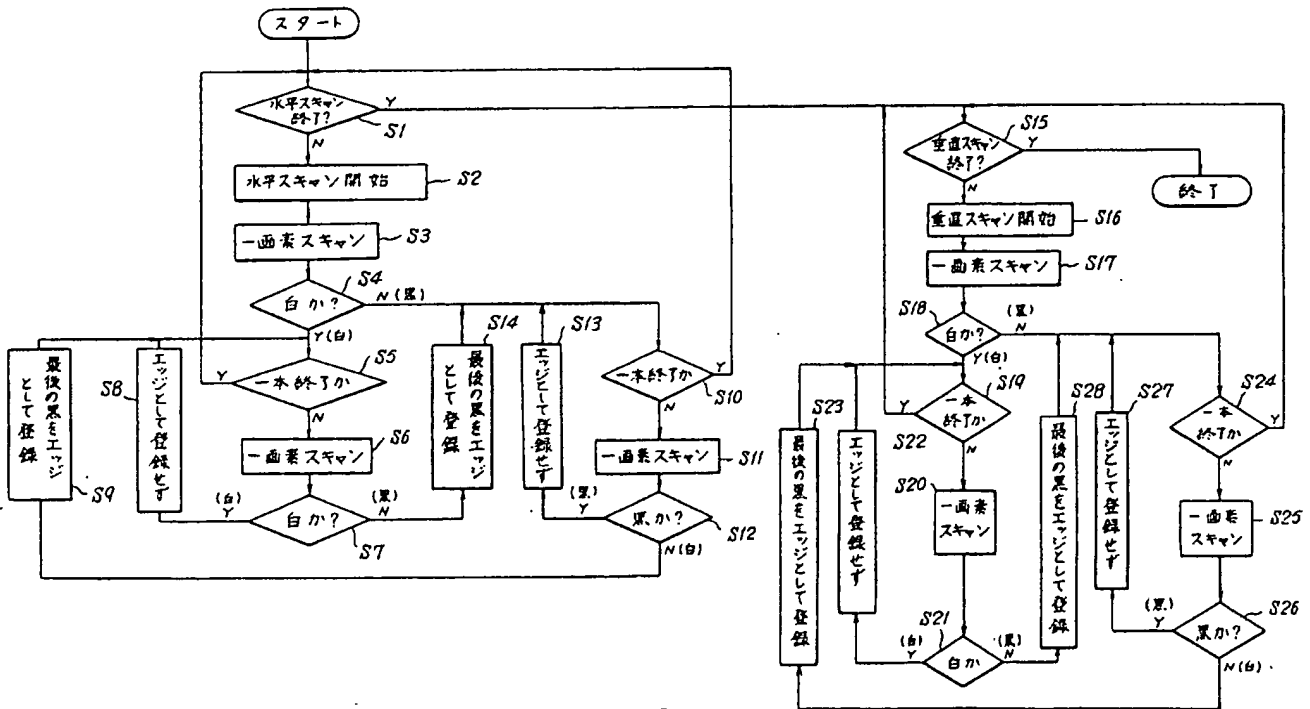 スタート
水平スキャン
終了?
Y
S1
N
水平スキャン開始
S2
一画素スキャン
S3
白か?
S4
N(黒)
Y(白)
一本終了か
S5
Y
N
一画素スキャン
S6
白か?
S7
(白)
Y
(黒)
N
エッジとして登録せず
S8
最後の黒をエッジ
として登録
S9
最後の黒をエッジ
として登録
S14
エッジとして登録せず
S13
一本終了か
S10
Y
N
一画素スキャン
S11
黒か?
S12
(黒)
Y
N(白)
垂直スキャン
終了?
S15
Y
N
終了
垂直スキャン開始
S16
一画素スキャン
S17
白か?
S18
(黒)
N
Y(白)
一本
終了か
S19
Y
S22
N
一画素
スキャン
S20
白か
S21
(白)
Y
(黒)
N
エッジとして登録せず
最後の黒をエッジとして登録
S23
最後の黒をエッジとして登録
S28
エッジとして登録せず
S27
一本
終了か
S24
Y
N
一画素
スキャン
S25
黒か?
S26
(黒)
Y
N(白)